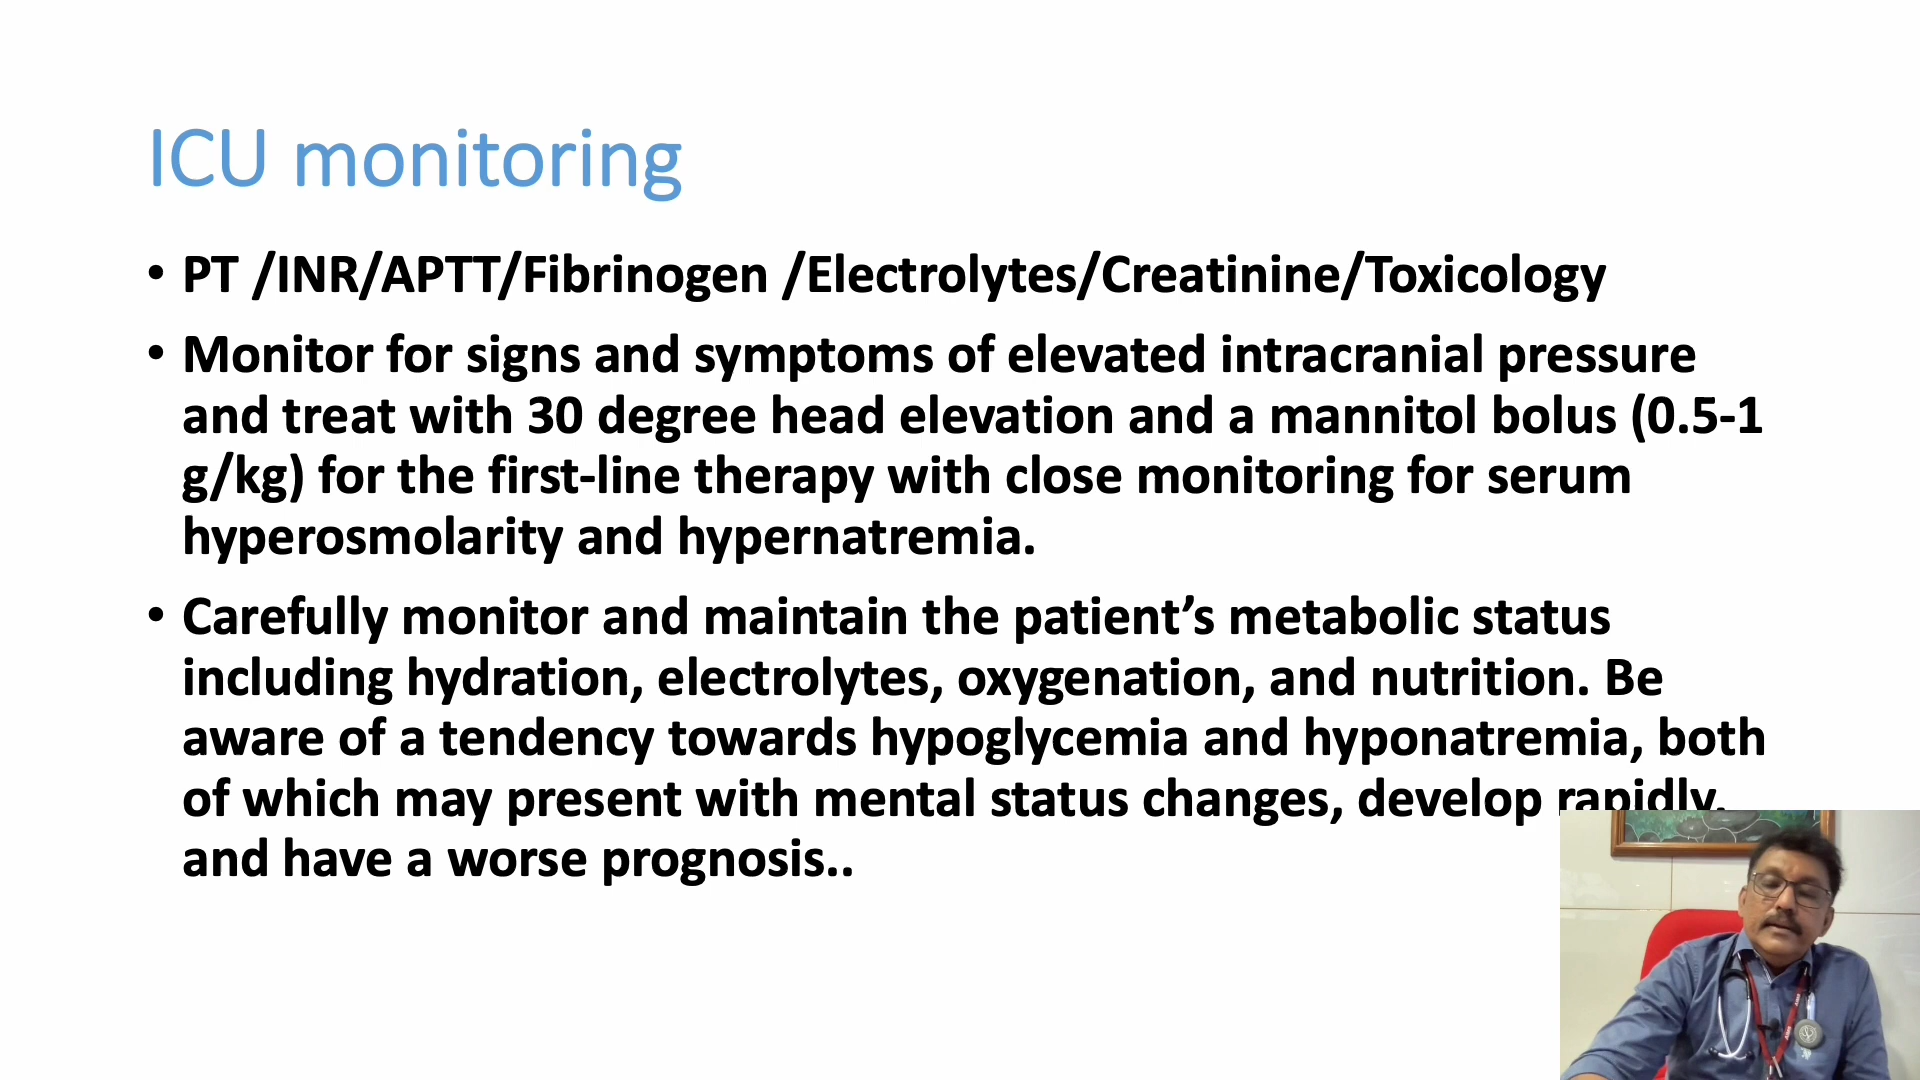 ICU monitoring
• PT /INR/APTT/Fibrinogen /Electrolytes/Creatinine/Toxicology
• Monitor for signs and symptoms of elevated intracranial pressure
and treat with 30 degree head elevation and a mannitol bolus (0.5-1
g/kg) for the first-line therapy with close monitoring for serum
hyperosmolarity and hypernatremia.
• Carefully monitor and maintain the patient’s metabolic status
including hydration, electrolytes, oxygenation, and nutrition. Be
aware of a tendency towards hypoglycemia and hyponatremia, both
of which may present with mental status changes, develop rapidly,
and have a worse prognosis..